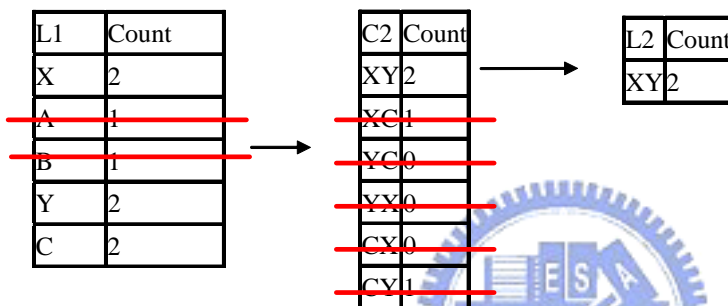 L1 Count
X 2
A 1
B 1
Y 2
C 2
C2 Count
XY 2
XC 1
YC 0
YX 0
CX 0
CY 1
L2 Count
XY 2
E S A